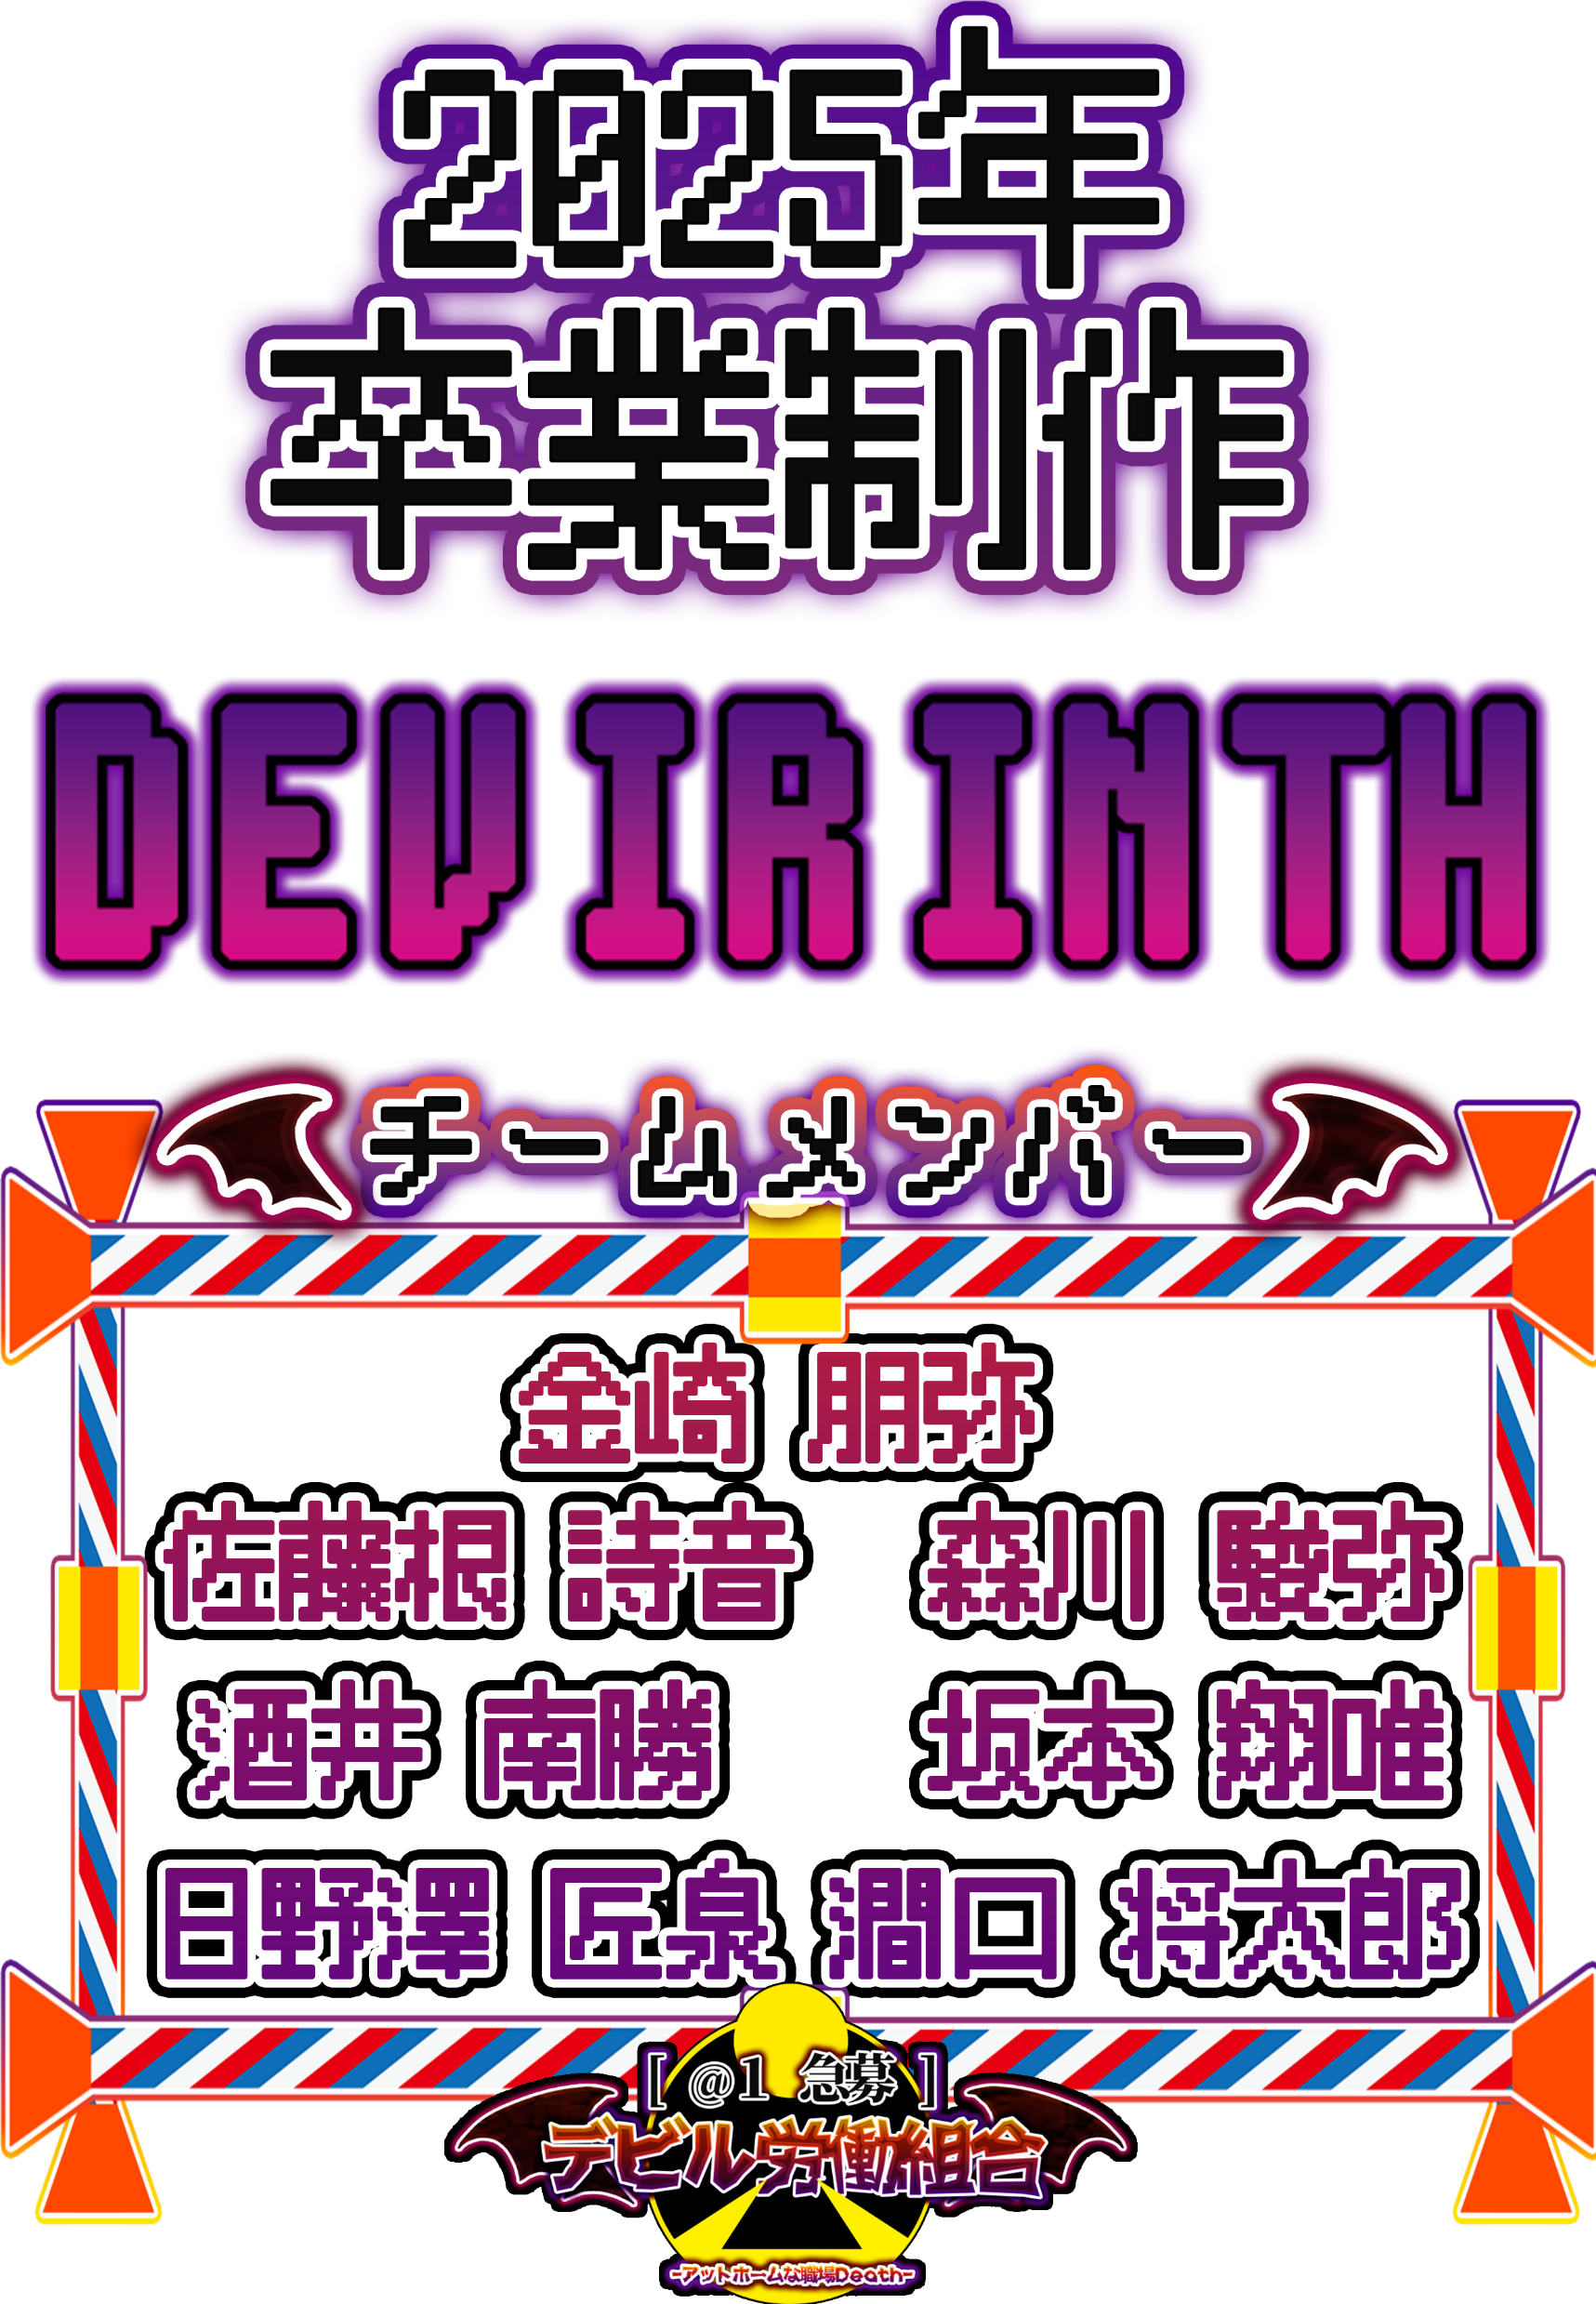 2025年
卒業制作
DEVIRINTH
チームメンバー
金崎 朋弥
佐藤根 詩音 森川 駿弥
酒井 南勝 坂本 翔唯
日野澤 匠泉 澗口 将太郎
[ @1 急募 ]
デビル労働組合
-アットホームな職場Death-